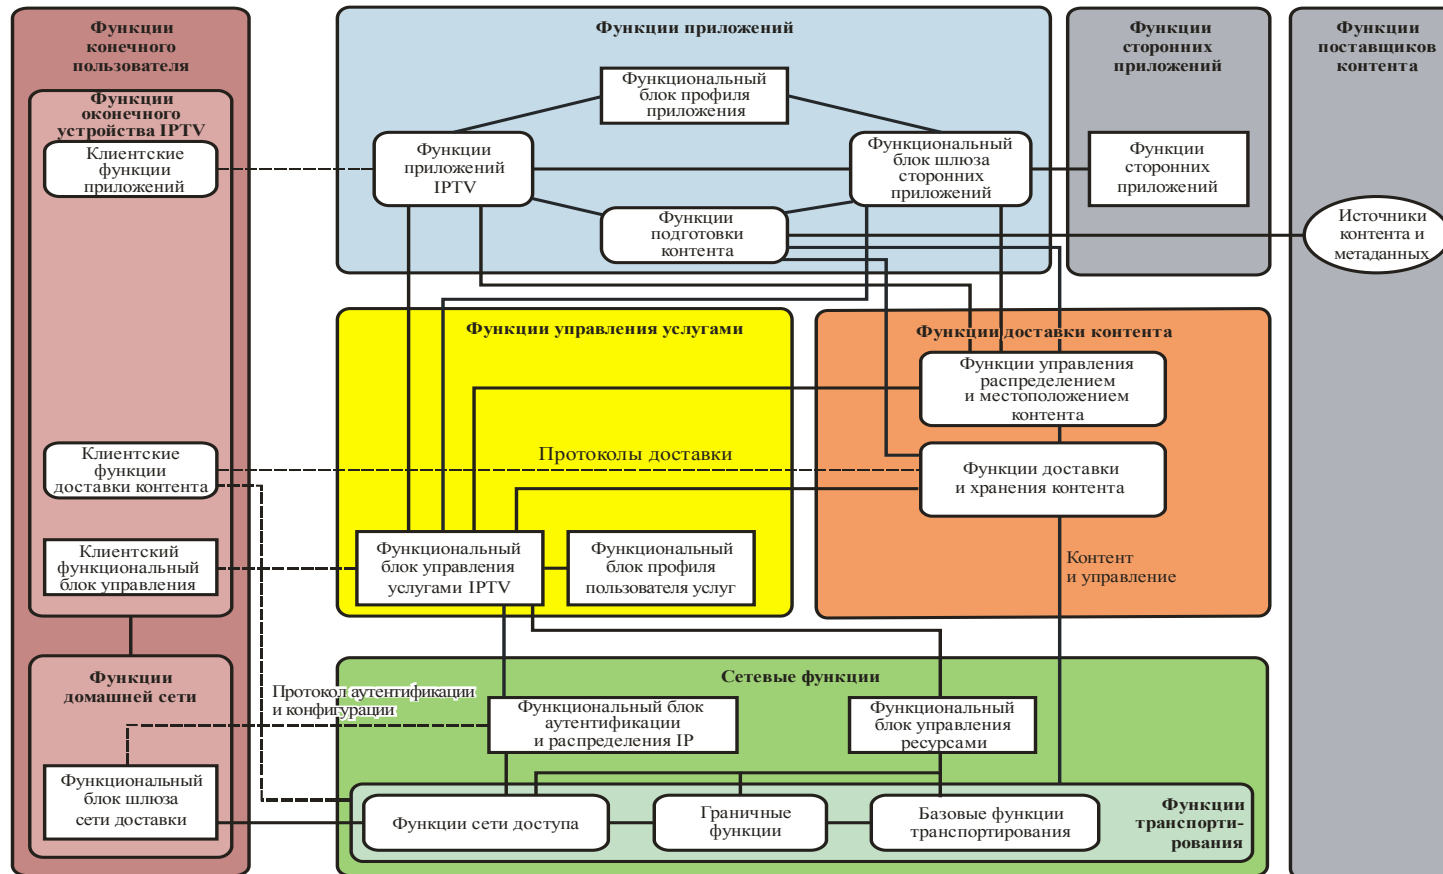 Функции
конечного
пользователя
Функции
оконечного
устройства IPTV
Клиентские
функции
приложений
Клиентские
функции
доставки контента
Клиентский
функциональный
блок управления
Функции
домашней сети
Функциональный
блок шлюза
сети доставки
Функции приложений
Функциональный
блок профиля
приложения
Функции
приложений
IPTV
Функциональный
блок шлюза
сторонних
приложений
Функции
подготовки
контента
Функции
сторонних
приложений
Функции
сторонних
приложений
Функции
поставщиков
контента
Источники
контента и
метаданных
Функции управления услугами
Протоколы доставки
Функциональный
блок управления
услугами IPTV
Функциональный
блок профиля
пользователя услуг
Функции доставки контента
Функции управления
распределением
и местоположением
контента
Функции доставки
и хранения контента
Контент
и управление
Протокол аутентификации
и конфигурации
Сетевые функции
Функциональный блок
аутентификации
и распределения IP
Функциональный
блок управления
ресурсами
Функции сети доступа
Граничные
функции
Базовые функции
транспортирования
Функции
транспорти-
рования